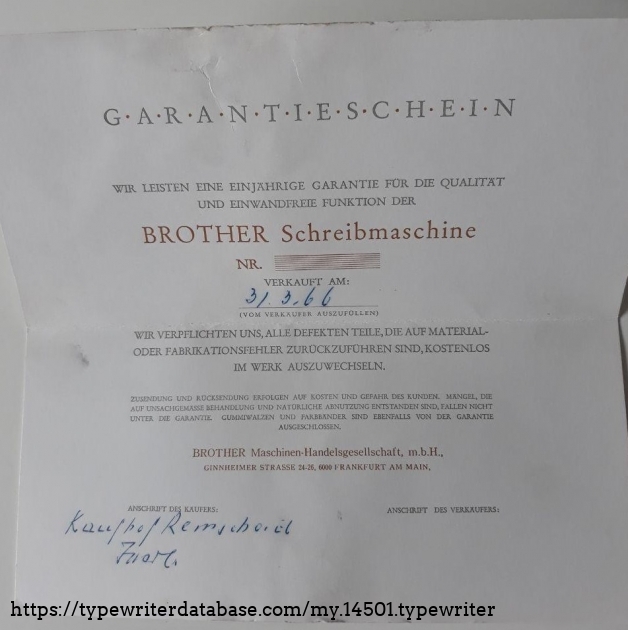 G·A·R·A·N·T·I·E·S·C·H·E·I·N
WIR LEISTEN EINE EINJÄHRIGE GARANTIE FÜR DIE QUALITÄT
UND EINWANDFREIE FUNKTION DER
BROTHER Schreibmaschine
NR.
VERKAUFT AM:
31.3.66
(VOM VERKÄUFER AUSZUFÜLLEN)
WIR VERPFLICHTEN UNS, ALLE DEFEKTEN TEILE, DIE AUF MATERIAL-
ODER FABRIKATIONSFEHLER ZURÜCKZUFÜHREN SIND, KOSTENLOS
IM WERK AUSZUWECHSELN.
ZUSENDUNG UND RÜCKSENDUNG ERFOLGEN AUF KOSTEN UND GEFAHR DES KUNDEN. MÄNGEL, DIE
AUF UNSACHGEMÄSSE BEHANDLUNG UND NATÜRLICHE ABNUTZUNG ENTSTANDEN SIND, FALLEN NICHT
UNTER DIE GARANTIE. GUMMIWALZEN UND FARBBÄNDER SIND EBENFALLS VON DER GARANTIE
AUSGESCHLOSSEN.
BROTHER Maschinen-Handelsgesellschaft, m.b.H.,
GINNHEIMER STRASSE 24-26, 6000 FRANKFURT AM MAIN,
ANSCHRIFT DES KÄUFERS: ANSCHRIFT DES VERKÄUFERS:
Kaufhof Remscheid
https://typewriterdatabase.com/my.14501.typewriter